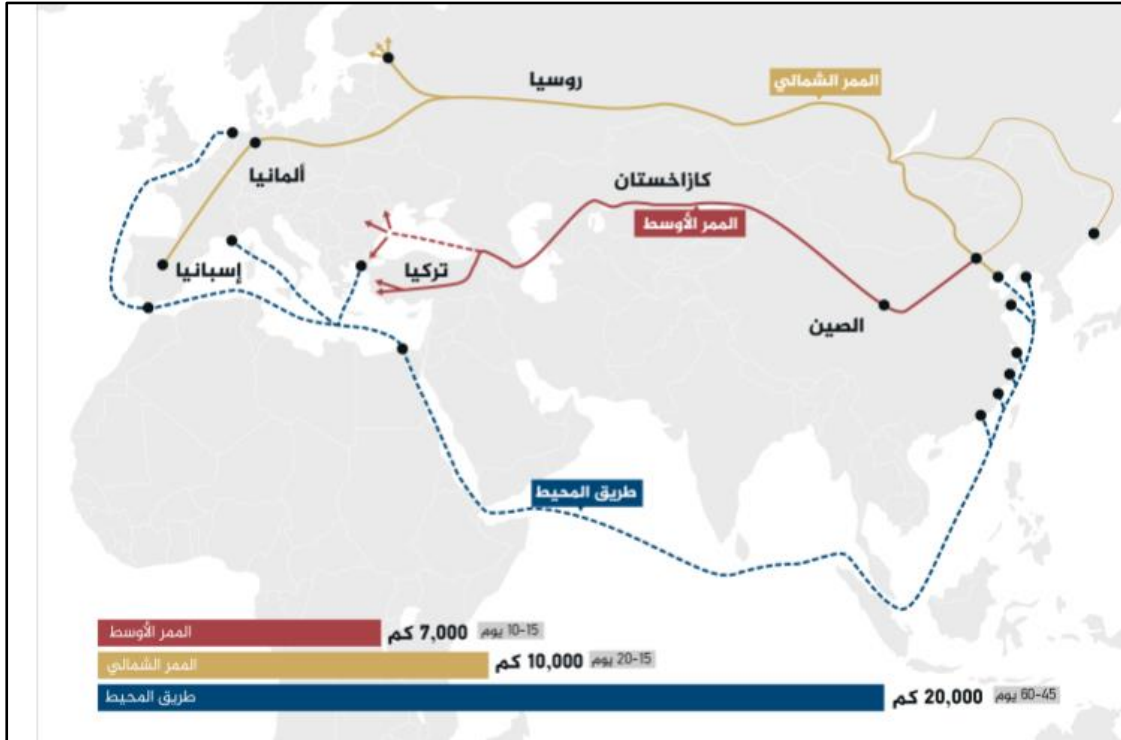 روسيا
الممر الشمالي
ألمانيا
كازاخستان
الممر الأوسط
إسبانيا
تركيا
الصين
طريق المحيط
الممر الأوسط 7,000 كم 10-15 يوم
الممر الشمالي 10,000 كم 15-20 يوم
طريق المحيط 20,000 كم 45-60 يوم